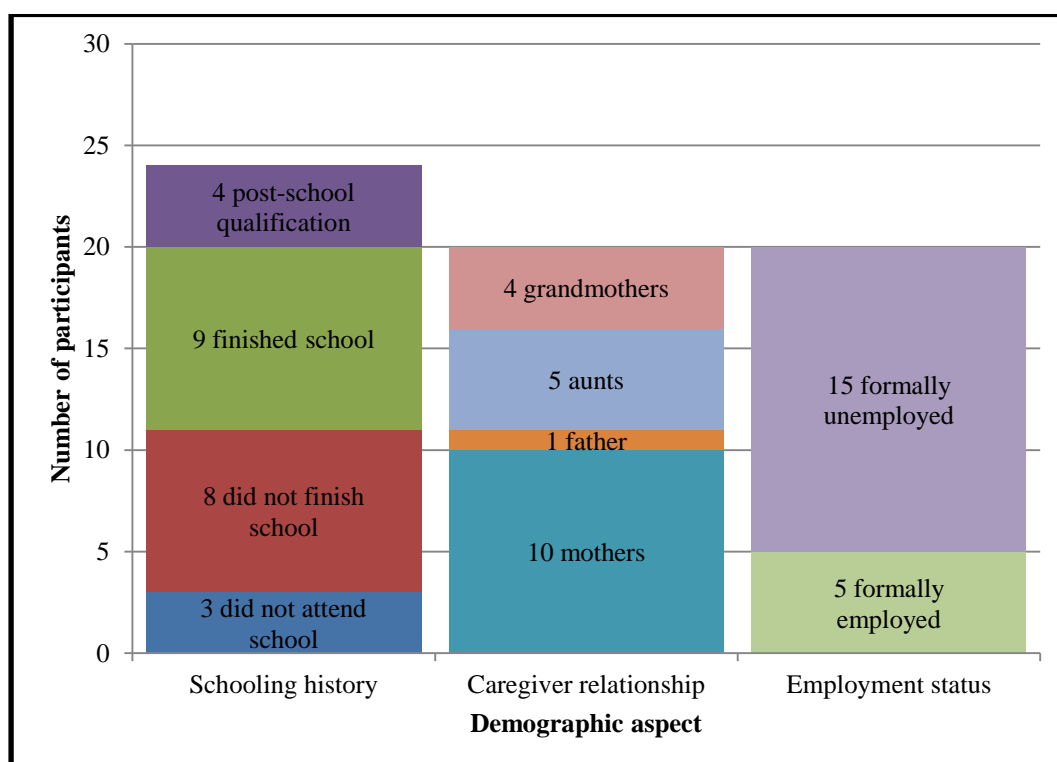 30
25
20
15
10
5
0
Number of participants
4 post-school
qualification
9 finished school
8 did not finish
school
3 did not attend
school
4 grandmothers
5 aunts
1 father
10 mothers
15 formally
unemployed
5 formally
employed
Schooling history
Caregiver relationship
Employment status
Demographic aspect